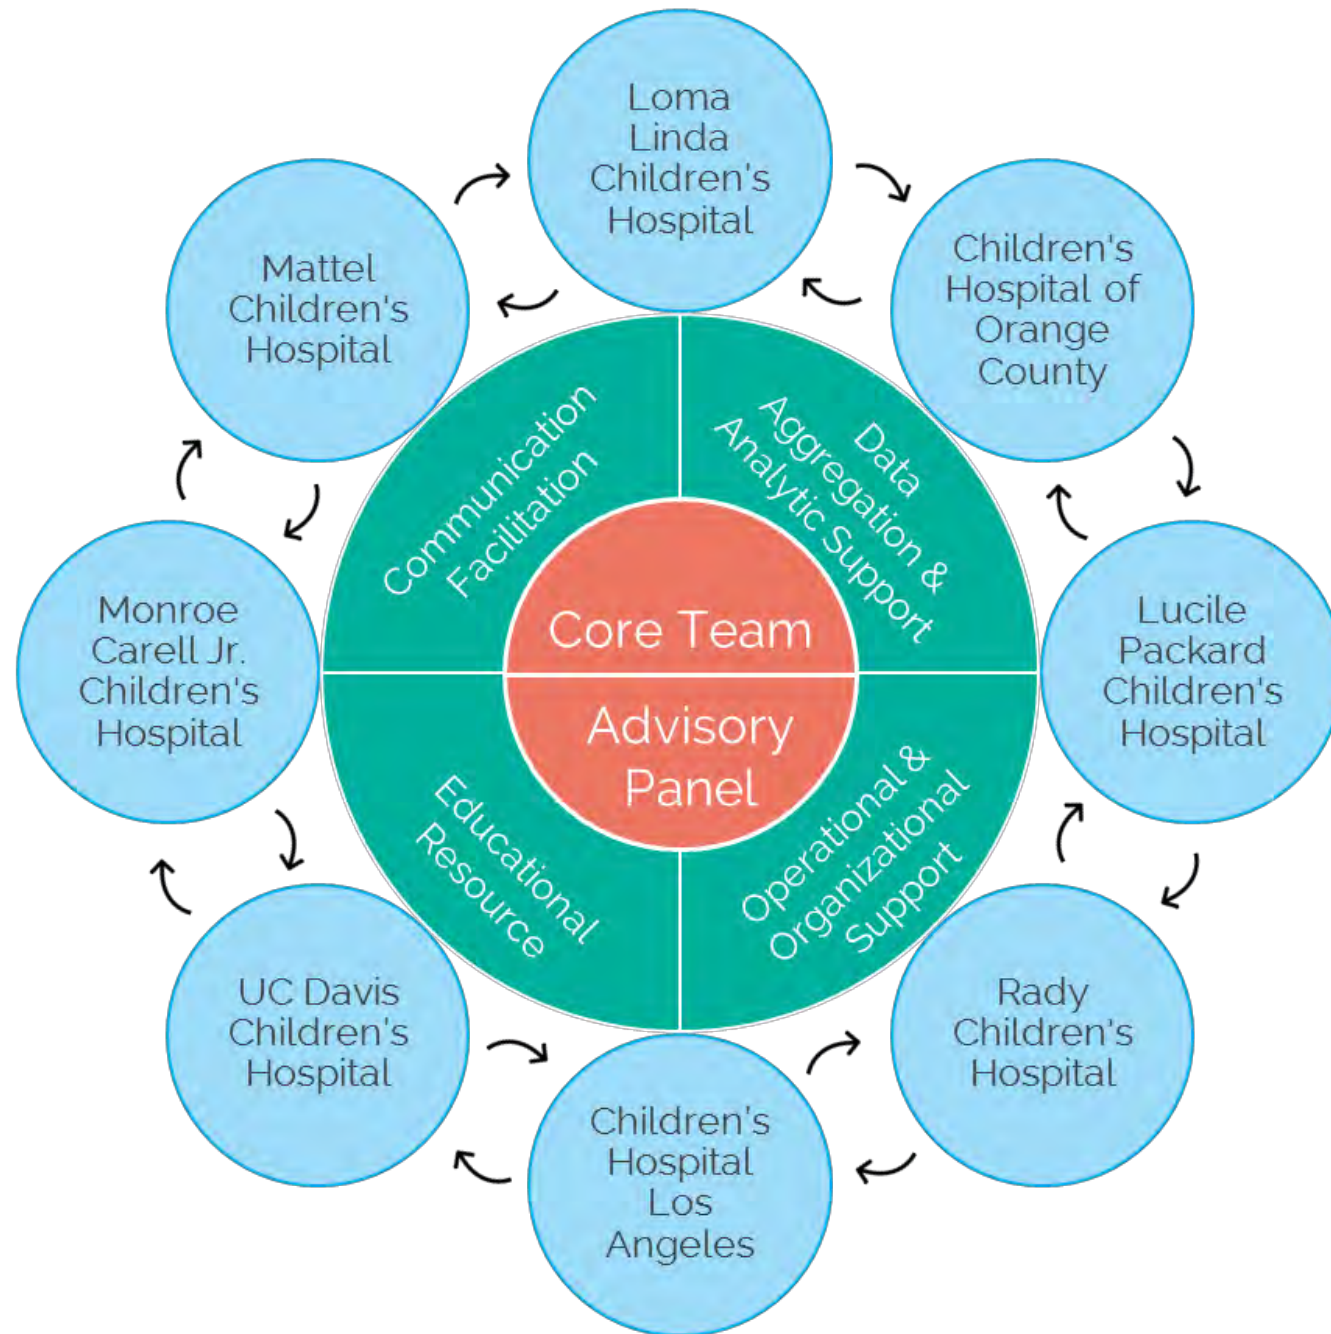 Loma
Linda
Children's
Hospital
Children's
Hospital of
Orange
County
Lucile
Packard
Children's
Hospital
Rady
Children's
Hospital
Children's
Hospital
Los
Angeles
UC Davis
Children's
Hospital
Monroe
Carell Jr.
Children's
Hospital
Mattel
Children's
Hospital
Communication
Facilitation
Data
Aggregation &
Analytic Support
Operational &
Organizational
Support
Educational
Resource
Core Team
Advisory
Panel